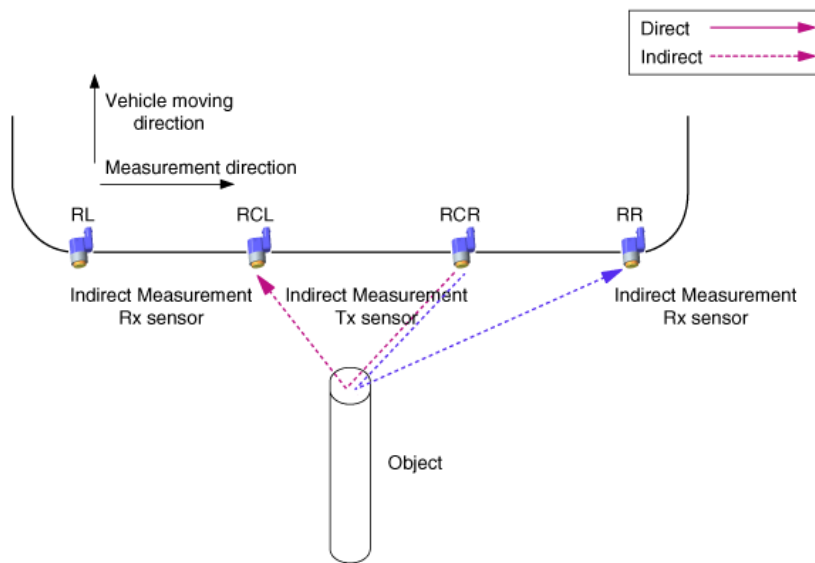 Direct
Indirect
Vehicle moving
direction
Measurement direction
RL
RCL
RCR
RR
Indirect Measurement
Rx sensor
Indirect Measurement
Tx sensor
Indirect Measurement
Rx sensor
Object